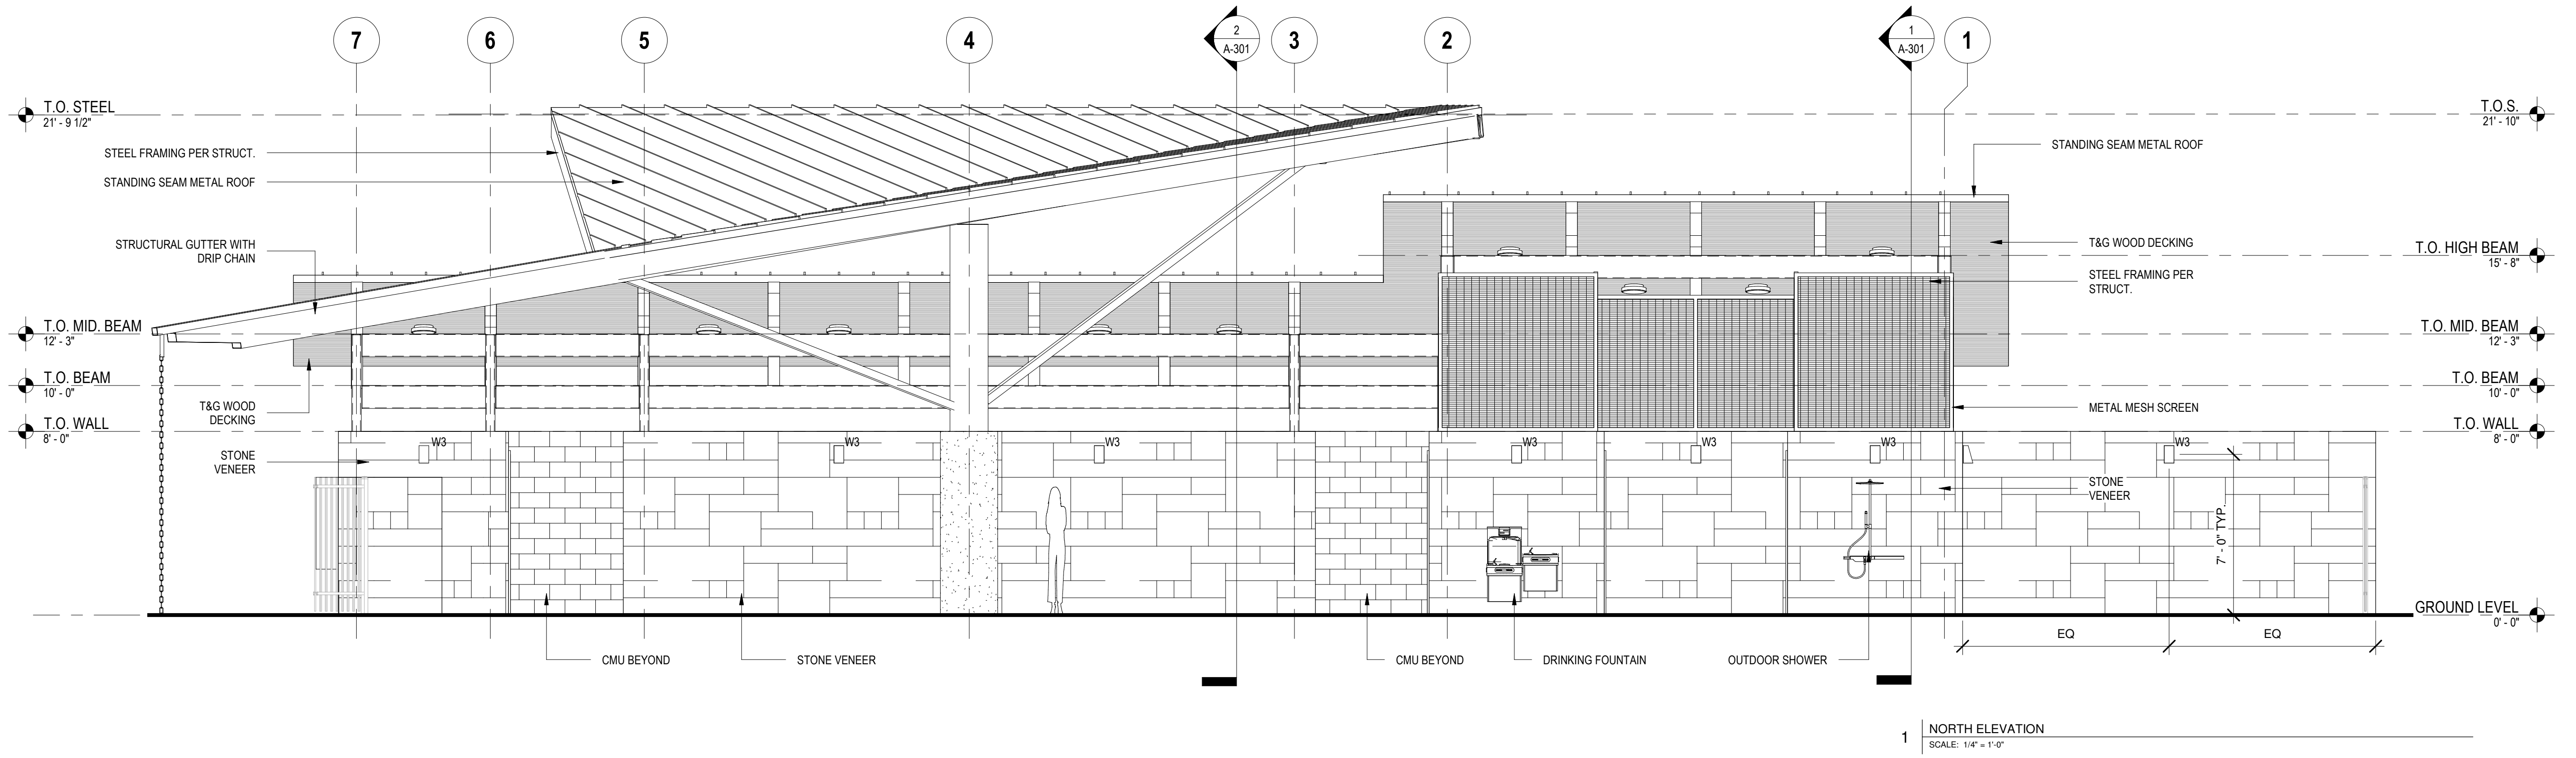 7
6
5
4
2
A-301
3
2
1
A-301
1
T.O. STEEL
21' - 9 1/2"
T.O.S.
21' - 10"
STEEL FRAMING PER STRUCT.
STANDING SEAM METAL ROOF
STANDING SEAM METAL ROOF
STRUCTURAL GUTTER WITH
DRIP CHAIN
T&G WOOD DECKING
T.O. HIGH BEAM
15' - 8"
STEEL FRAMING PER
STRUCT.
T.O. MID. BEAM
12' - 3"
T.O. MID. BEAM
12' - 3"
T.O. BEAM
10' - 0"
T.O. BEAM
10' - 0"
T&G WOOD
DECKING
METAL MESH SCREEN
T.O. WALL
8' - 0"
T.O. WALL
8' - 0"
W3
W3
W3
W3
W3
W3
W3
STONE
VENEER
STONE
VENEER
7' - 0" TYP.
GROUND LEVEL
0' - 0"
EQ
EQ
CMU BEYOND
STONE VENEER
CMU BEYOND
DRINKING FOUNTAIN
OUTDOOR SHOWER
1
NORTH ELEVATION
SCALE: 1/4" = 1'-0"